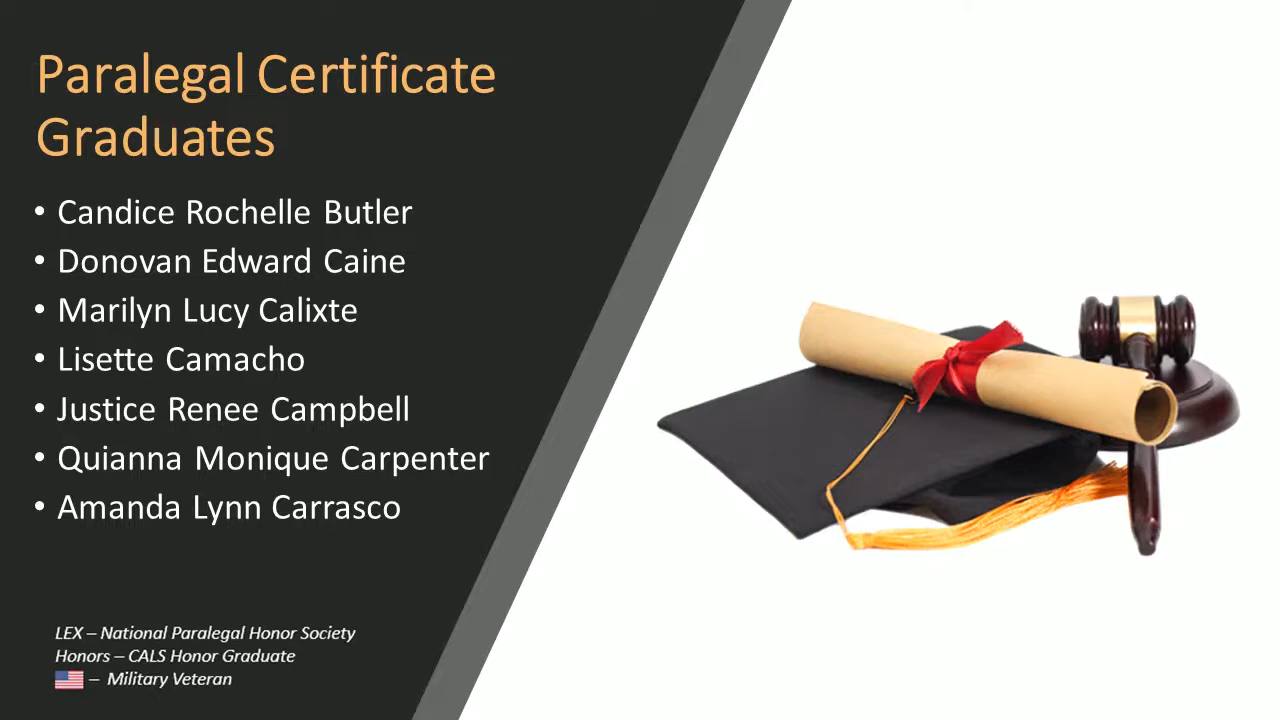 Paralegal Certificate
Graduates
• Candice Rochelle Butler
• Donovan Edward Caine
• Marilyn Lucy Calixte
• Lisette Camacho
• Justice Renee Campbell
• Quianna Monique Carpenter
• Amanda Lynn Carrasco
LEX – National Paralegal Honor Society
Honors – CALS Honor Graduate
– Military Veteran